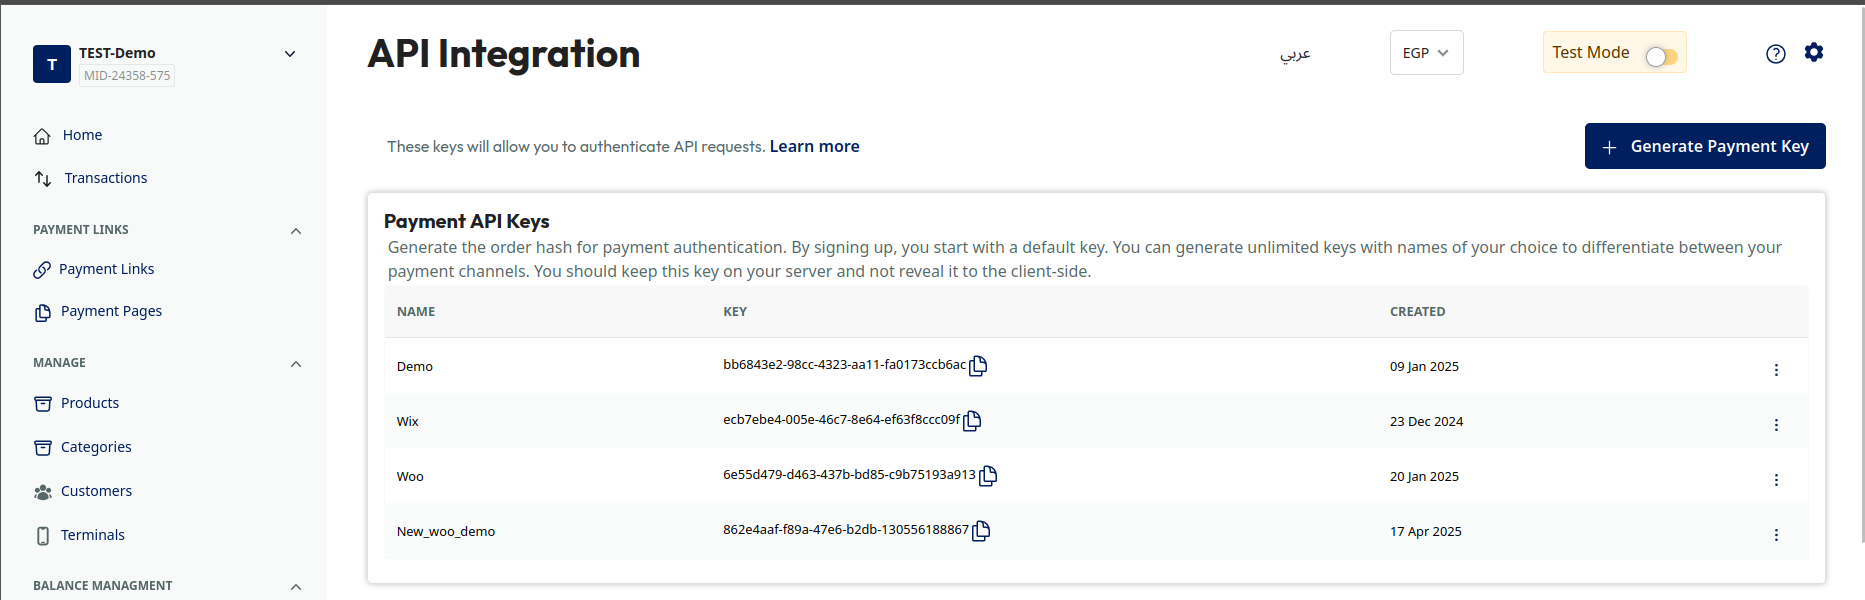 T
TEST-Demo
MID-24358-575
Home
Transactions
PAYMENT LINKS
Payment Links
Payment Pages
MANAGE
Products
Categories
Customers
Terminals
BALANCE MANAGMENT
API Integration
عربي
EGP
Test Mode
These keys will allow you to authenticate API requests. Learn more
Generate Payment Key
Payment API Keys
Generate the order hash for payment authentication. By signing up, you start with a default key. You can generate unlimited keys with names of your choice to differentiate between your
payment channels. You should keep this key on your server and not reveal it to the client-side.
NAME KEY CREATED
Demo bb6843e2-98cc-4323-aa11-fa0173ccb6ac 09 Jan 2025
Wix ecb7ebe4-005e-46c7-8e64-ef63f8ccc09f 23 Dec 2024
Woo 6e55d479-d463-437b-bd85-c9b75193a913 20 Jan 2025
New_woo_demo 862e4aaf-f89a-47e6-b2db-130556188867 17 Apr 2025